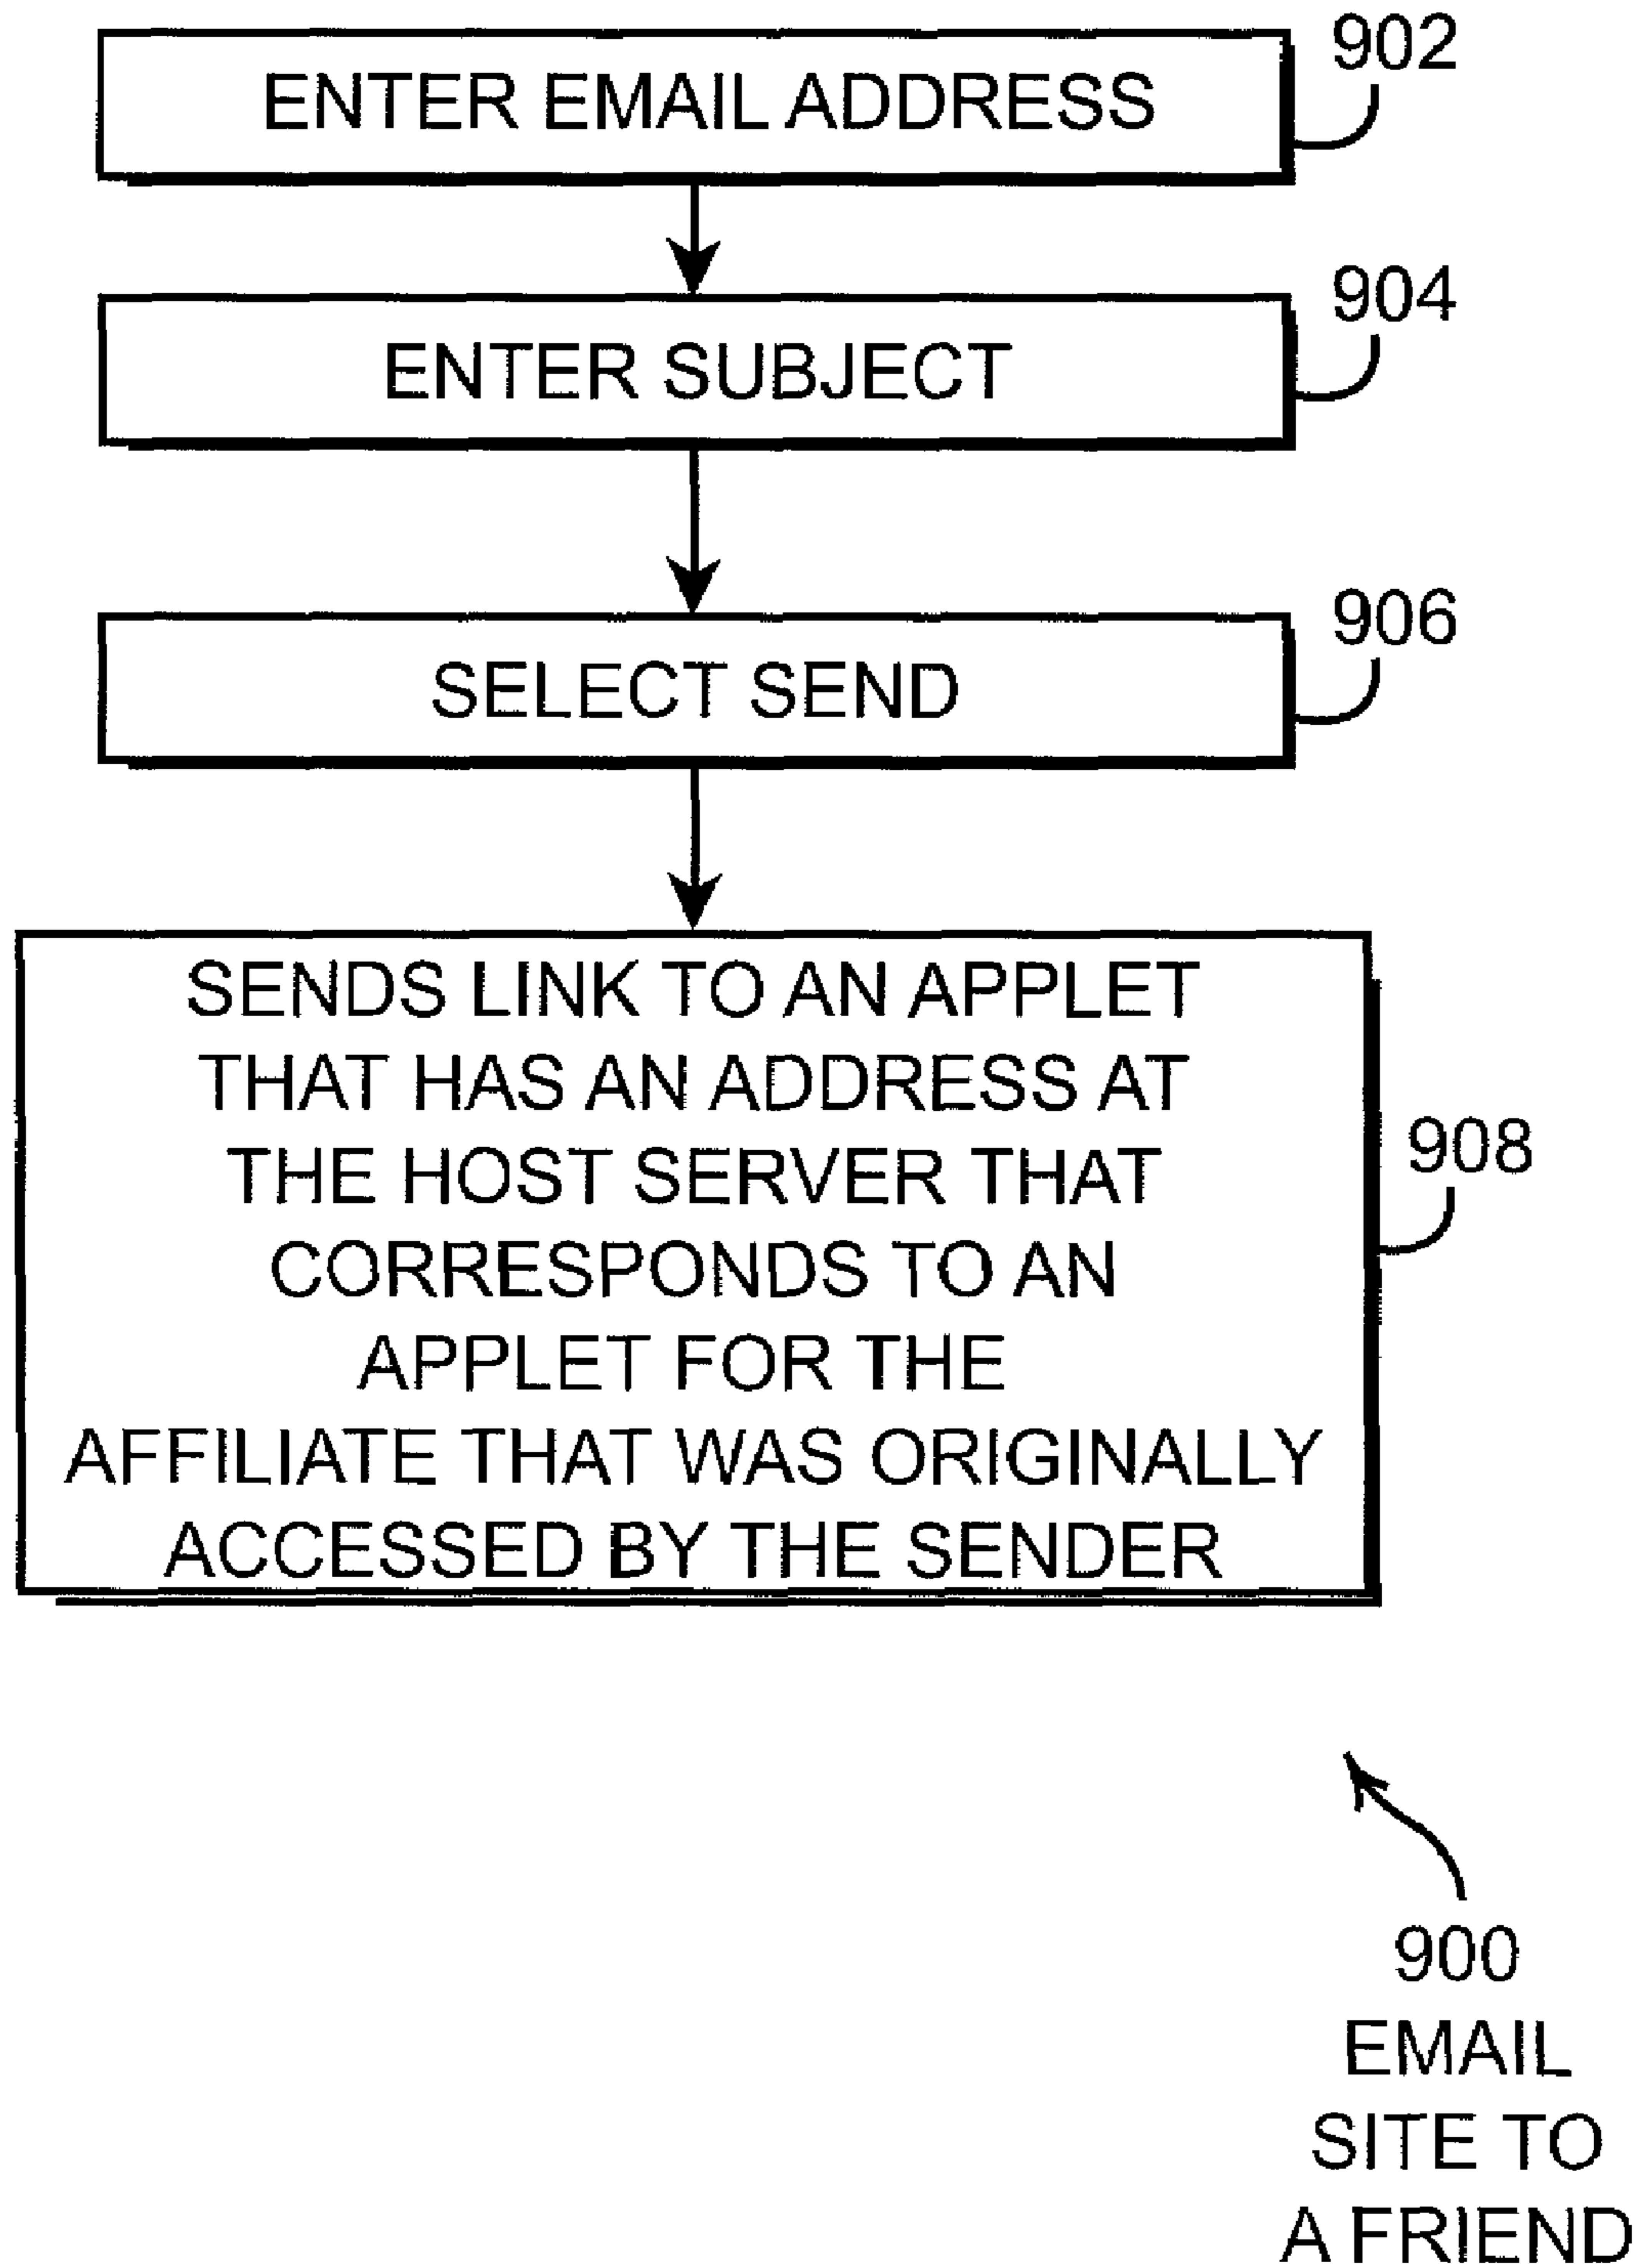 902
ENTER EMAIL ADDRESS
904
ENTER SUBJECT
906
SELECT SEND
SENDS LINK TO AN APPLET
THAT HAS AN ADDRESS AT
THE HOST SERVER THAT
908
CORRESPONDS TO AN
APPLET FOR THE
AFFILIATE THAT WAS ORIGINALLY
ACCESSED BY THE SENDER
900
EMAIL
SITE TO
A FRIEND